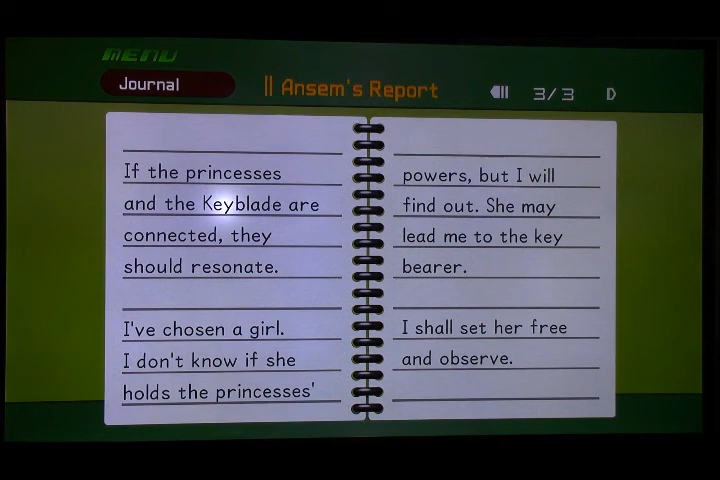 MENU
Journal
Ansem's Report
3/3
If the princesses
and the Keyblade are
connected, they
should resonate.
I've chosen a girl.
I don't know if she
holds the princesses'
powers, but I will
find out. She may
lead me to the key
bearer.
I shall set her free
and observe.